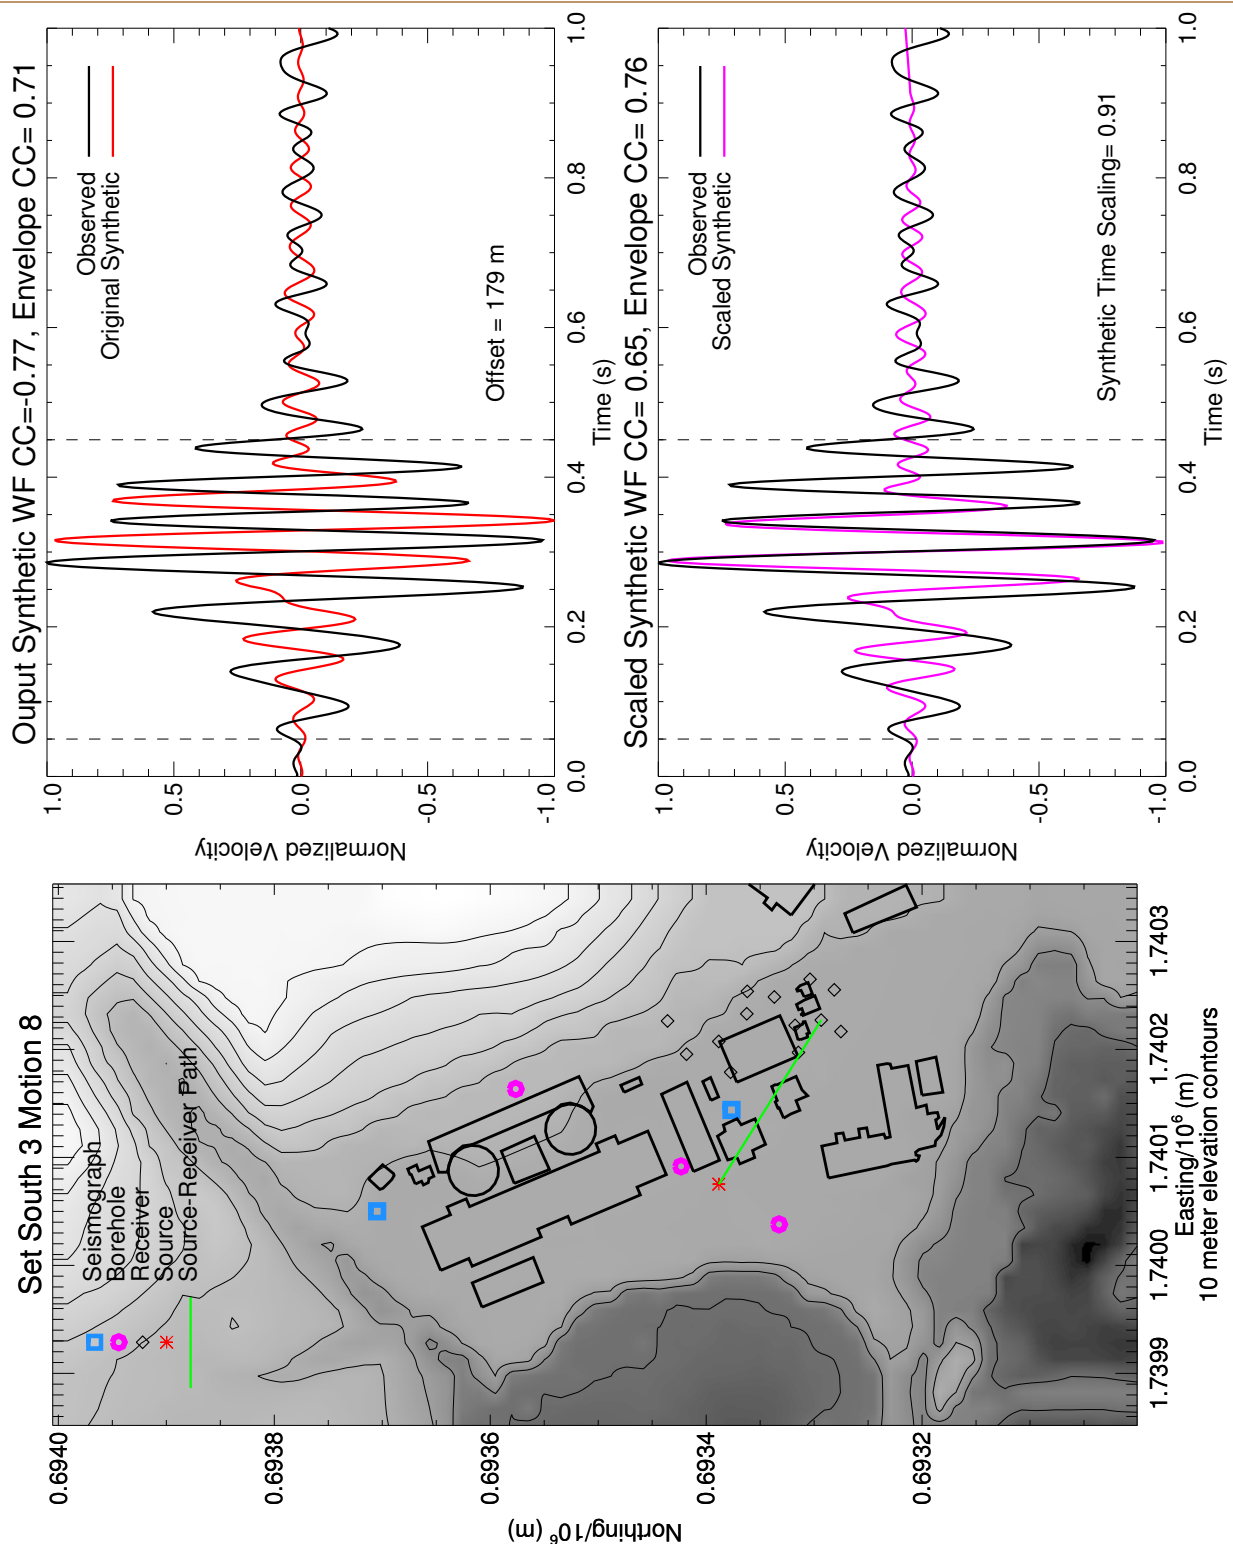 Set South 3 Motion 8
Seismograph
Borehole
Receiver
Source
Source-Receiver Path
0.6940
0.6938
0.6936
0.6934
0.6932
Northing/10⁶ (m)
1.7399
1.7400
1.7401
1.7402
1.7403
Easting/10⁶ (m)
10 meter elevation contours
Ouput Synthetic WF CC=-0.77, Envelope CC= 0.71
Observed
Original Synthetic
Offset = 179 m
1.0
0.5
0.0
-0.5
-1.0
Normalized Velocity
0.0
0.2
0.4
0.6
0.8
1.0
Time (s)
Scaled Synthetic WF CC= 0.65, Envelope CC= 0.76
Observed
Scaled Synthetic
Synthetic Time Scaling= 0.91
1.0
0.5
0.0
-0.5
-1.0
Normalized Velocity
0.0
0.2
0.4
0.6
0.8
1.0
Time (s)